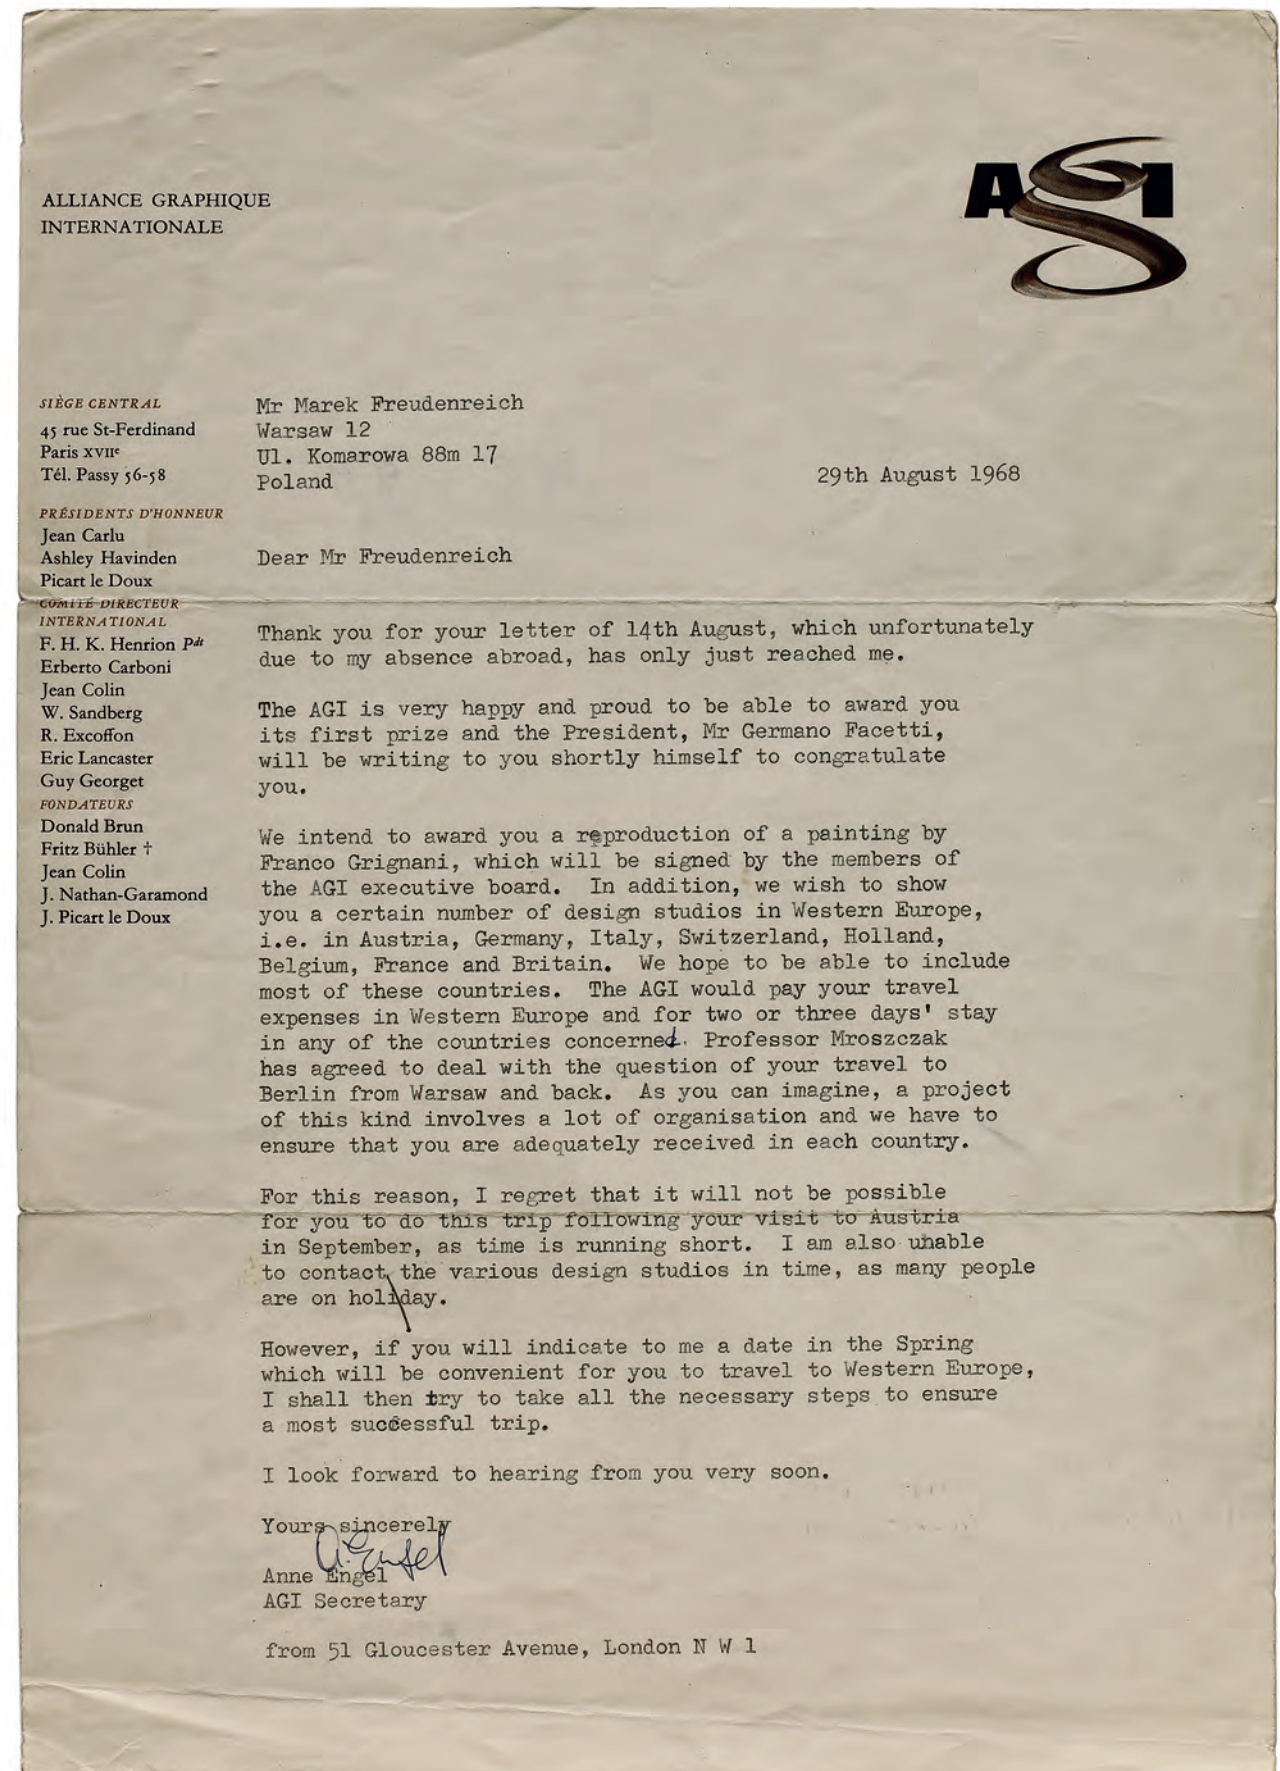 ALLIANCE GRAPHIQUE
INTERNATIONALE
AGI
SIÈGE CENTRAL
45 rue St-Ferdinand
Paris XVIIe
Tél. Passy 56-58
PRÉSIDENTS D'HONNEUR
Jean Carlu
Ashley Havinden
Picart le Doux
COMITÉ DIRECTEUR
INTERNATIONAL
F. H. K. Henrion Pdt
Erberto Carboni
Jean Colin
W. Sandberg
R. Excoffon
Eric Lancaster
Guy Georget
FONDATEURS
Donald Brun
Fritz Bühler †
Jean Colin
J. Nathan-Garamond
J. Picart le Doux
Mr Marek Freudenreich
Warsaw 12
Ul. Komarowa 88m 17
Poland
29th August 1968
Dear Mr Freudenreich
Thank you for your letter of 14th August, which unfortunately
due to my absence abroad, has only just reached me.
The AGI is very happy and proud to be able to award you
its first prize and the President, Mr Germano Facetti,
will be writing to you shortly himself to congratulate
you.
We intend to award you a reproduction of a painting by
Franco Grignani, which will be signed by the members of
the AGI executive board. In addition, we wish to show
you a certain number of design studios in Western Europe,
i.e. in Austria, Germany, Italy, Switzerland, Holland,
Belgium, France and Britain. We hope to be able to include
most of these countries. The AGI would pay your travel
expenses in Western Europe and for two or three days' stay
in any of the countries concerned. Professor Mroszczak
has agreed to deal with the question of your travel to
Berlin from Warsaw and back. As you can imagine, a project
of this kind involves a lot of organisation and we have to
ensure that you are adequately received in each country.
For this reason, I regret that it will not be possible
for you to do this trip following your visit to Austria
in September, as time is running short. I am also unable
to contact the various design studios in time, as many people
are on holiday.
However, if you will indicate to me a date in the Spring
which will be convenient for you to travel to Western Europe,
I shall then try to take all the necessary steps to ensure
a most successful trip.
I look forward to hearing from you very soon.
Yours sincerely
A. Engel
Anne Engel
AGI Secretary
from 51 Gloucester Avenue, London N W 1